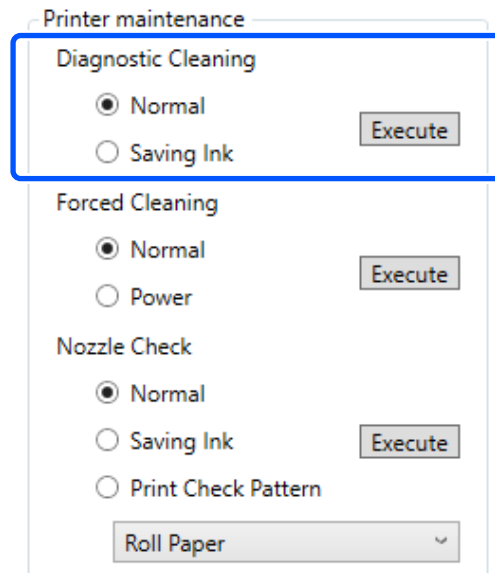 Printer maintenance
Diagnostic Cleaning
Normal
Execute
Saving Ink
Forced Cleaning
Normal
Execute
Power
Nozzle Check
Normal
Saving Ink
Execute
Print Check Pattern
Roll Paper